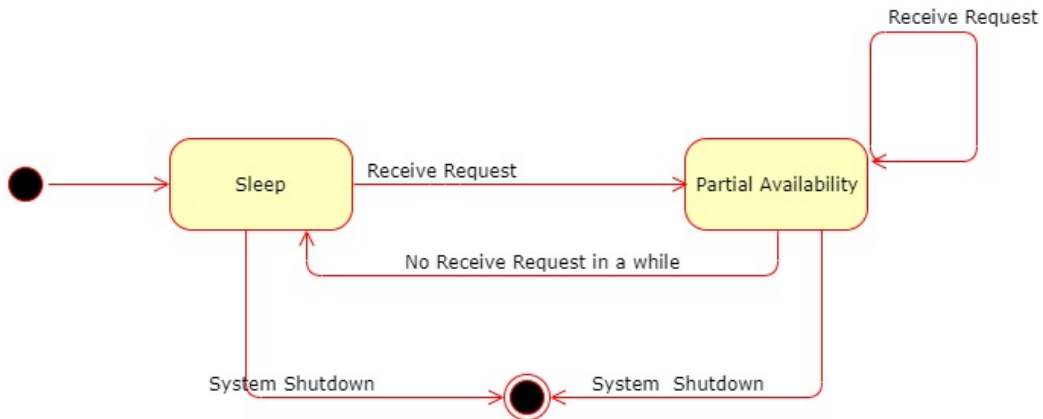 Receive Request
Receive Request
Sleep
Partial Availability
No Receive Request in a while
System Shutdown
System  Shutdown